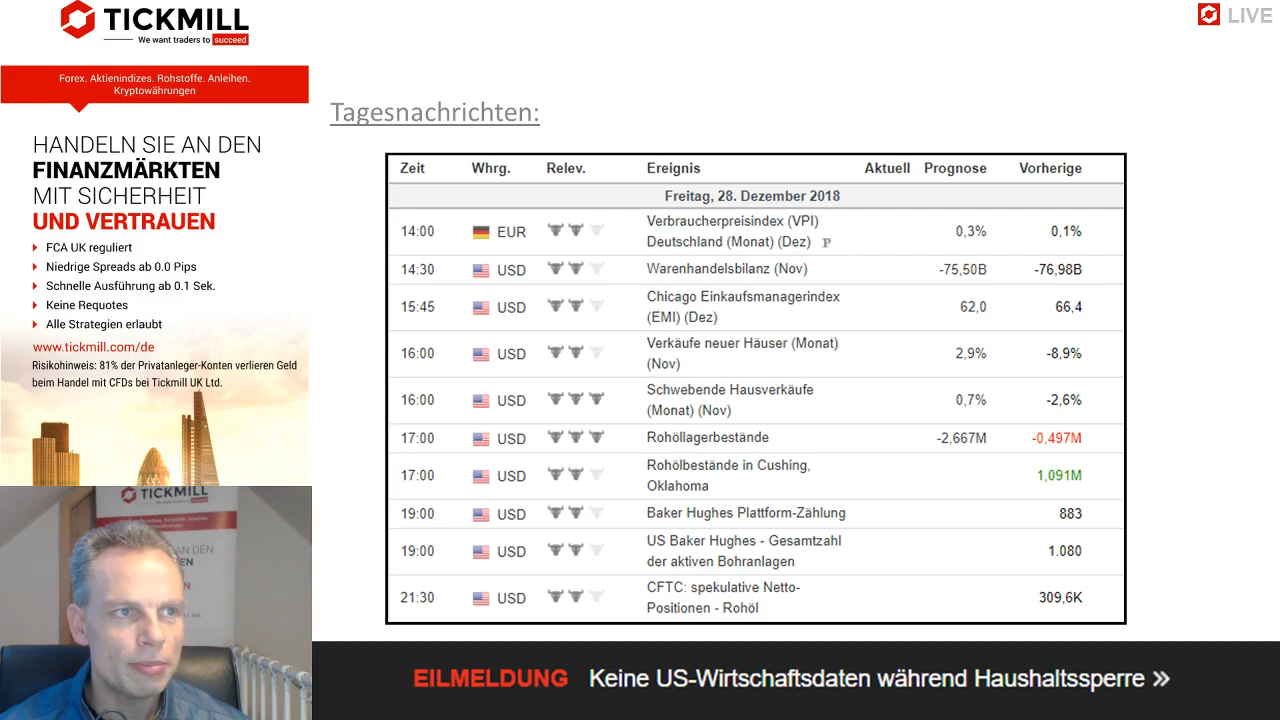 TICKMILL
We want traders to succeed
LIVE
Forex. Aktienindizes. Rohstoffe. Anleihen.
Kryptowährungen
HANDELN SIE AN DEN
FINANZMÄRKTEN
MIT SICHERHEIT
UND VERTRAUEN
FCA UK reguliert
Niedrige Spreads ab 0.0 Pips
Schnelle Ausführung ab 0.1 Sek.
Keine Requotes
Alle Strategien erlaubt
www.tickmill.com/de
Risikohinweis: 81% der Privatanleger-Konten verlieren Geld
beim Handel mit CFDs bei Tickmill UK Ltd.
TICKMILL
Tagesnachrichten:
Zeit Whrg. Relev. Ereignis Aktuell Prognose Vorherige
Freitag, 28. Dezember 2018
14:00 EUR Verbraucherpreisindex (VPI)
Deutschland (Monat) (Dez) P 0,3% 0,1%
14:30 USD Warenhandelsbilanz (Nov) -75,50B -76,98B
15:45 USD Chicago Einkaufsmanagerindex
(EMI) (Dez) 62,0 66,4
16:00 USD Verkäufe neuer Häuser (Monat)
(Nov) 2,9% -8,9%
16:00 USD Schwebende Hausverkäufe
(Monat) (Nov) 0,7% -2,6%
17:00 USD Rohöllagerbestände -2,667M -0,497M
17:00 USD Rohölbestände in Cushing,
Oklahoma 1,091M
19:00 USD Baker Hughes Plattform-Zählung 883
19:00 USD US Baker Hughes - Gesamtzahl
der aktiven Bohranlagen 1.080
21:30 USD CFTC: spekulative Netto-
Positionen - Rohöl 309,6K
EILMELDUNG Keine US-Wirtschaftsdaten während Haushaltssperre »